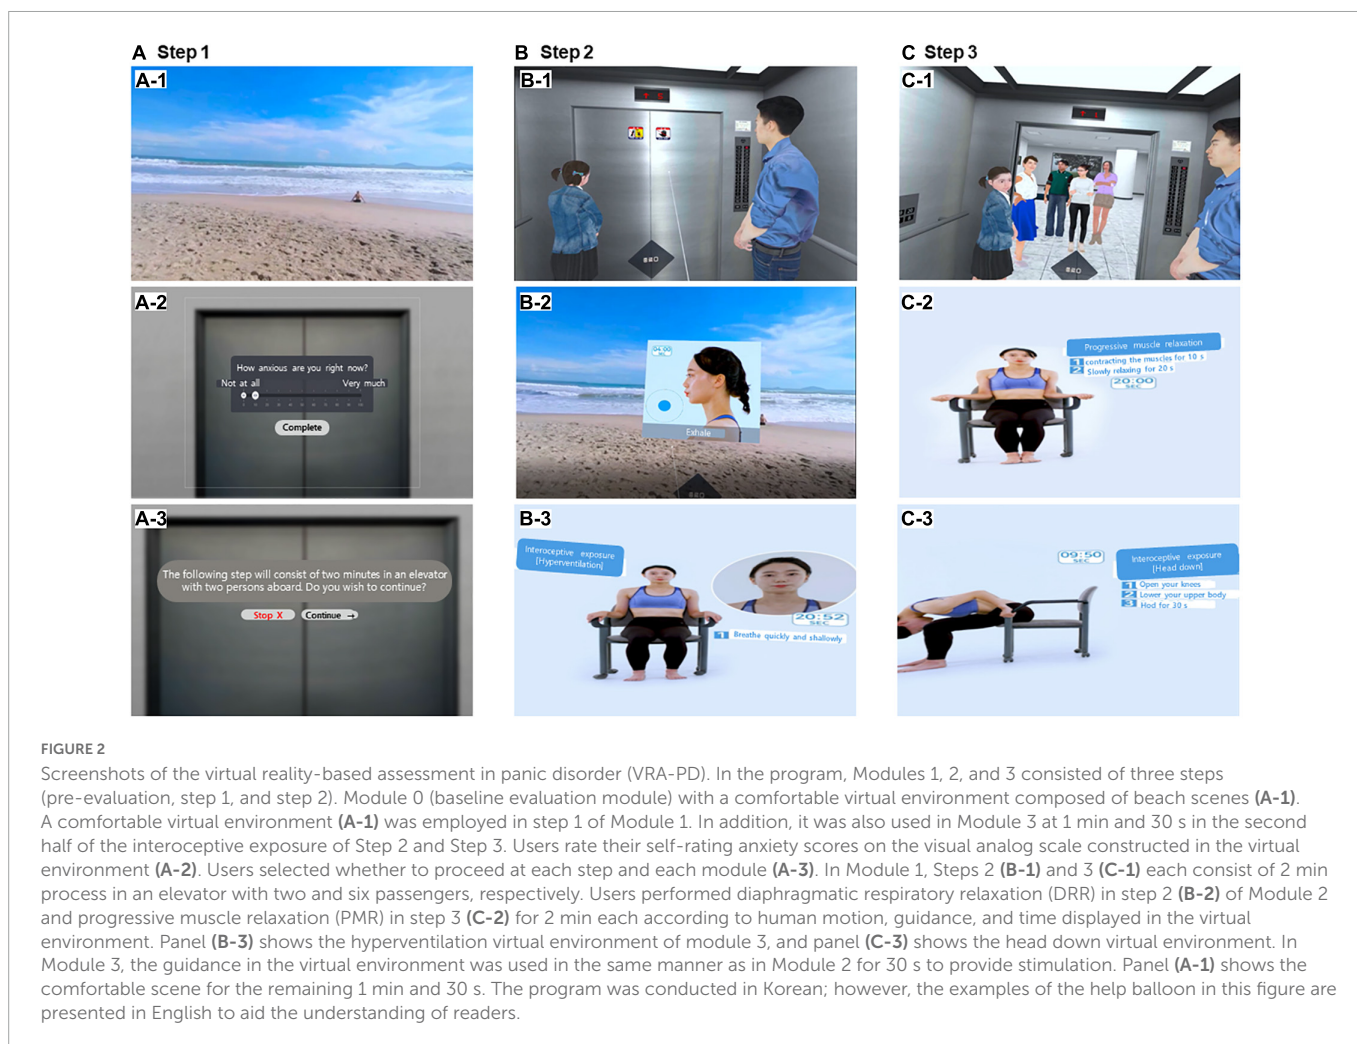 A Step 1
B Step 2
C Step 3
A-1
B-1
C-1
A-2
How anxious are you right now?
Not at all
Very much
Complete
B-2
04:00
SEC
Exhale
C-2
Progressive muscle relaxation
1 contracting the muscles for 10 s
2 Slowly relaxing for 20 s
20:00
SEC
A-3
The following step will consist of two minutes in an elevator
with two persons aboard. Do you wish to continue?
Stop X
Continue →
B-3
Interoceptive exposure
[Hyperventilation]
20:52
SEC
1 Breathe quickly and shallowly
C-3
09:50
SEC
Interoceptive exposure
[Head down]
1 Open your knees
2 Lower your upper body
3 Hod for 30 s
FIGURE 2
Screenshots of the virtual reality-based assessment in panic disorder (VRA-PD). In the program, Modules 1, 2, and 3 consisted of three steps
(pre-evaluation, step 1, and step 2). Module 0 (baseline evaluation module) with a comfortable virtual environment composed of beach scenes (A-1).
A comfortable virtual environment (A-1) was employed in step 1 of Module 1. In addition, it was also used in Module 3 at 1 min and 30 s in the second
half of the interoceptive exposure of Step 2 and Step 3. Users rate their self-rating anxiety scores on the visual analog scale constructed in the virtual
environment (A-2). Users selected whether to proceed at each step and each module (A-3). In Module 1, Steps 2 (B-1) and 3 (C-1) each consist of 2 min
process in an elevator with two and six passengers, respectively. Users performed diaphragmatic respiratory relaxation (DRR) in step 2 (B-2) of Module 2
and progressive muscle relaxation (PMR) in step 3 (C-2) for 2 min each according to human motion, guidance, and time displayed in the virtual
environment. Panel (B-3) shows the hyperventilation virtual environment of module 3, and panel (C-3) shows the head down virtual environment. In
Module 3, the guidance in the virtual environment was used in the same manner as in Module 2 for 30 s to provide stimulation. Panel (A-1) shows the
comfortable scene for the remaining 1 min and 30 s. The program was conducted in Korean; however, the examples of the help balloon in this figure are
presented in English to aid the understanding of readers.